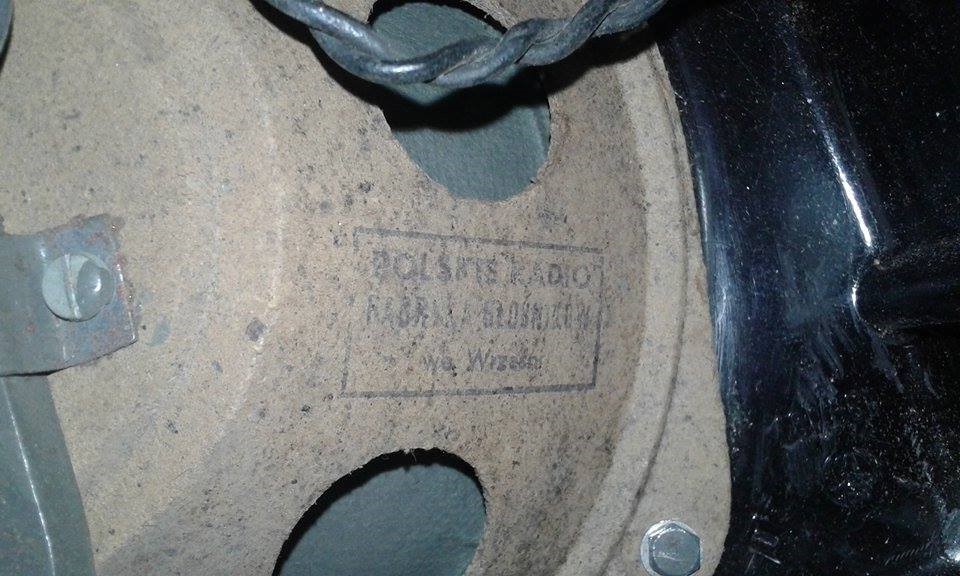 POLSKIE RADIO
FABRYKA GŁOŚNIKÓW
we Wrześni